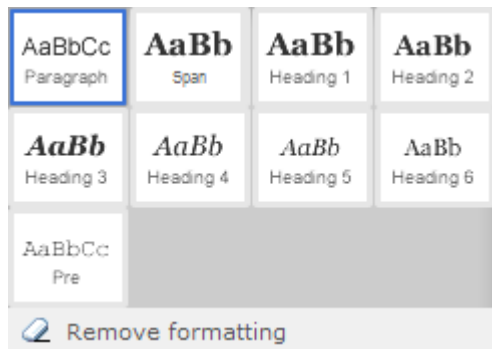 AaBbCc AaBb AaBb AaBb
Paragraph Span Heading 1 Heading 2
AaBb AaBb AaBb AaBb
Heading 3 Heading 4 Heading 5 Heading 6
AaBbCc
Pre
Remove formatting